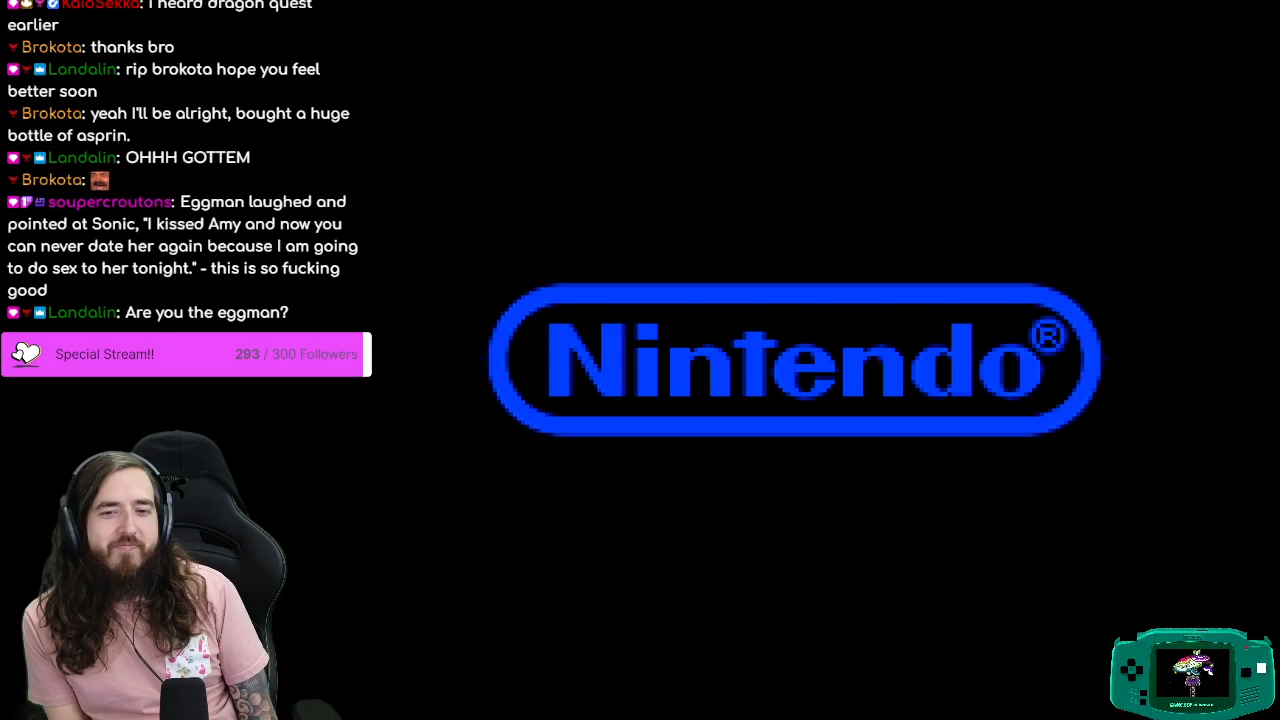 KaloSekka: I heard dragon quest
earlier
Brokota: thanks bro
Landalin: rip brokota hope you feel
better soon
Brokota: yeah I'll be alright, bought a huge
bottle of asprin.
Landalin: OHHH GOTTEM
Brokota:
soupercroutons: Eggman laughed and
pointed at Sonic, "I kissed Amy and now you
can never date her again because I am going
to do sex to her tonight." - this is so fucking
good
Landalin: Are you the eggman?
Special Stream!! 293 / 300 Followers
Nintendo®